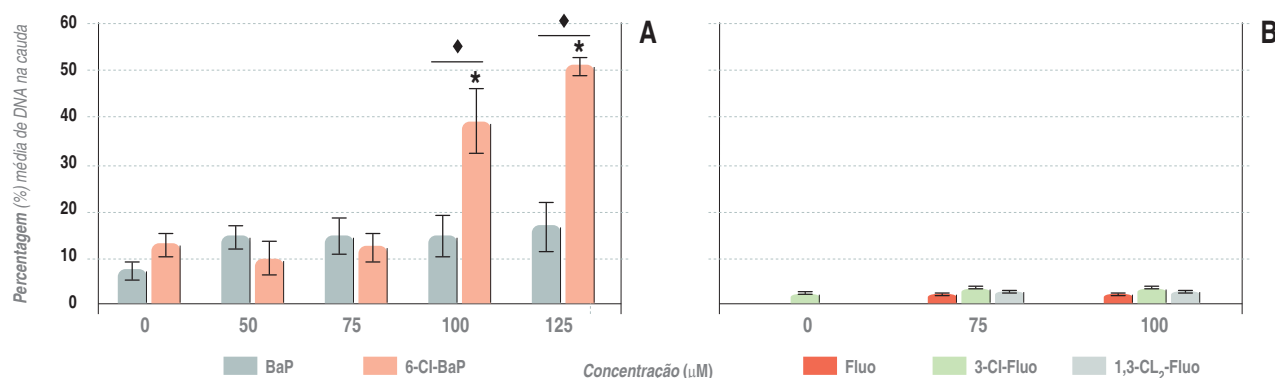 60
50
40
30
20
10
0
Percentagem (%) média de DNA na cauda
A
♦
*
♦
*
0 50 75 100 125
BaP 6-Cl-BaP
Concentração (µM)
B
0 75 100
Fluo 3-Cl-Fluo 1,3-CL₂-Fluo